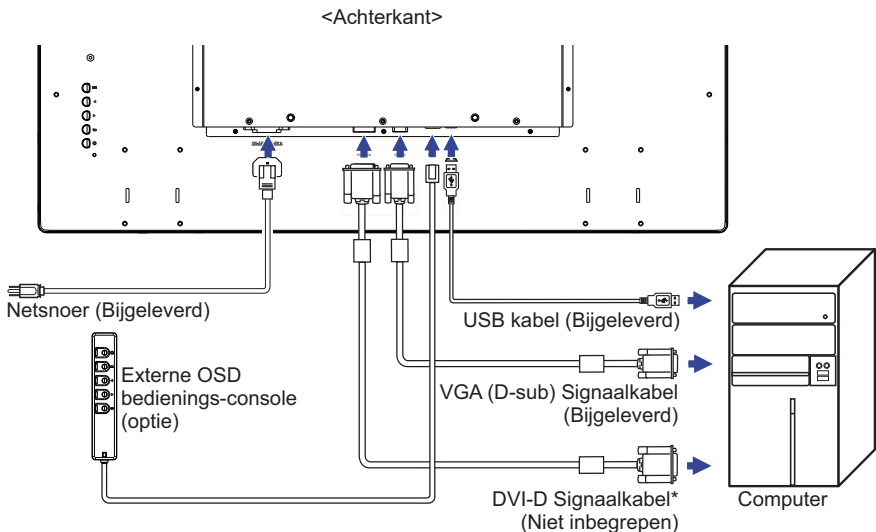 <Achterkant>
Netsnoer (Bijgeleverd)
USB kabel (Bijgeleverd)
Externe OSD
bedienings-console
(optie)
VGA (D-sub) Signaalkabel
(Bijgeleverd)
DVI-D Signaalkabel*
(Niet inbegrepen)
Computer